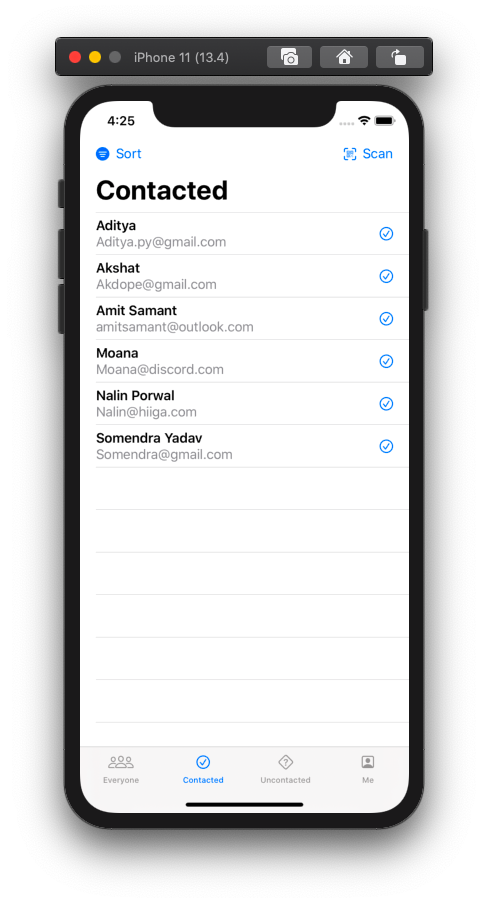 iPhone 11 (13.4)
4:25
Sort
Scan
Contacted
Aditya
Aditya.py@gmail.com
Akshat
Akdope@gmail.com
Amit Samant
amitsamant@outlook.com
Moana
Moana@discord.com
Nalin Porwal
Nalin@hiiga.com
Somendra Yadav
Somendra@gmail.com
Everyone
Contacted
Uncontacted
Me